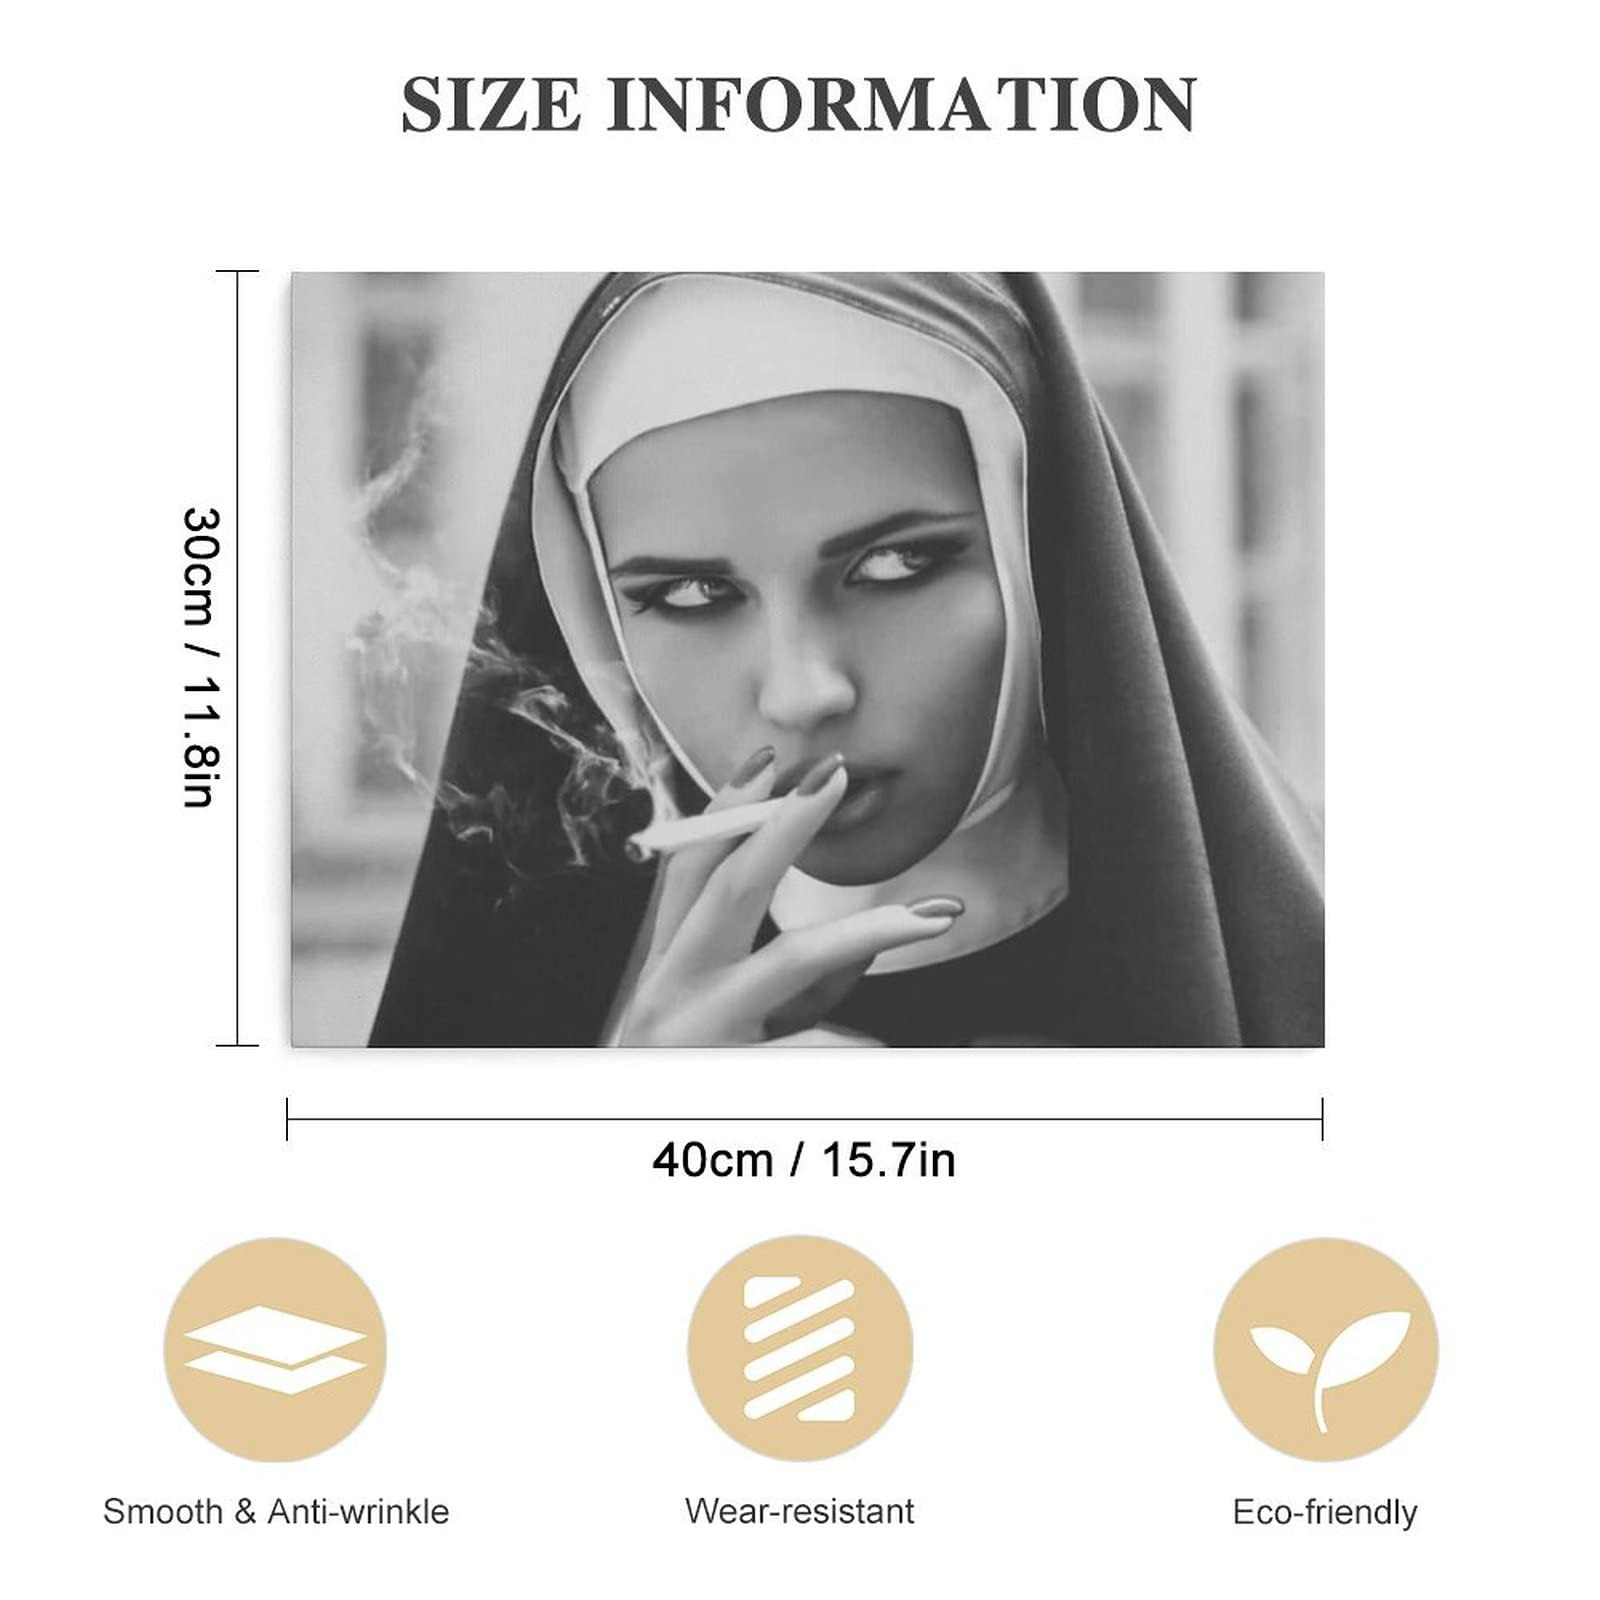 SIZE INFORMATION
30cm / 11.8in
40cm / 15.7in
Smooth & Anti-wrinkle
Wear-resistant
Eco-friendly